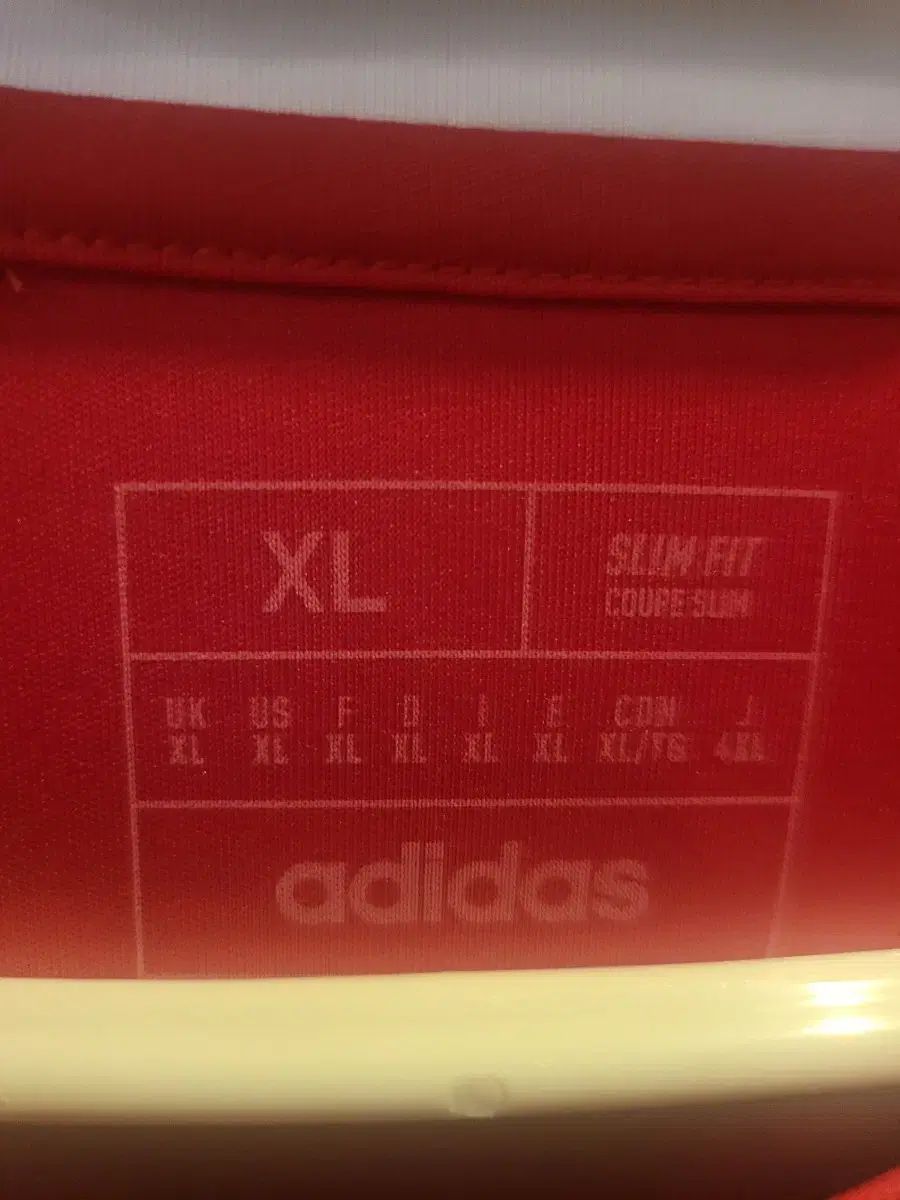 XL
SLIM FIT
COUPE SLIM
UK US F D I E CDN J
XL XL XL XL XL XL XL/TG 4XL
adidas